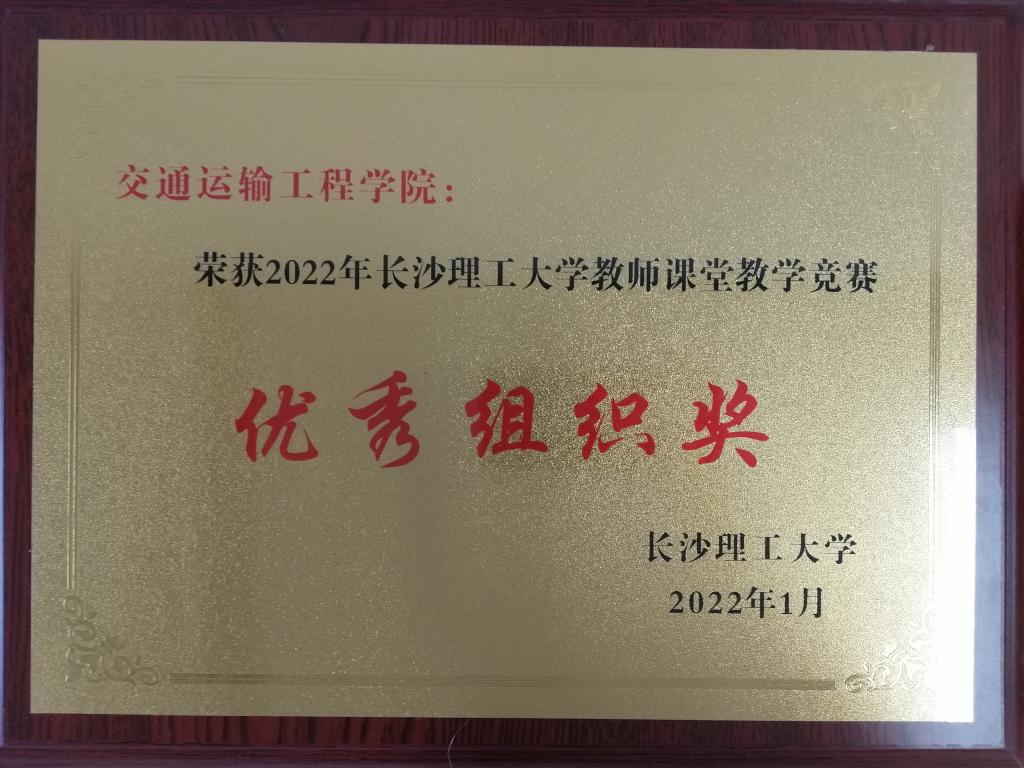 交通运输工程学院：
荣获2022年长沙理工大学教师课堂教学竞赛
优秀组织奖
长沙理工大学
2022年1月